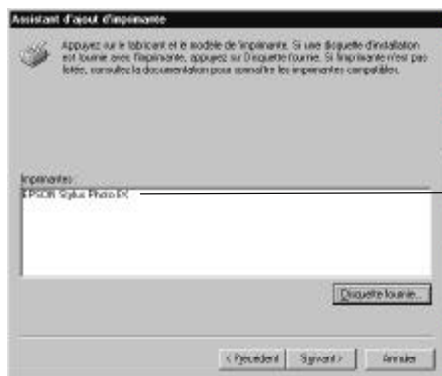 Assistant d'ajout d'imprimante
Appuyez sur le fabricant et le modèle de imprimante. Si une disquette d'installation
est fournie avec l'imprimante, appuyez sur Disquette fournie. Si l'imprimante n'est pas
listée, consultez la documentation pour connaître les imprimantes compatibles.
Imprimantes :
EPSON Stylus Photo EX
Disquette fournie...
< Précédent
Suivant >
Annuler